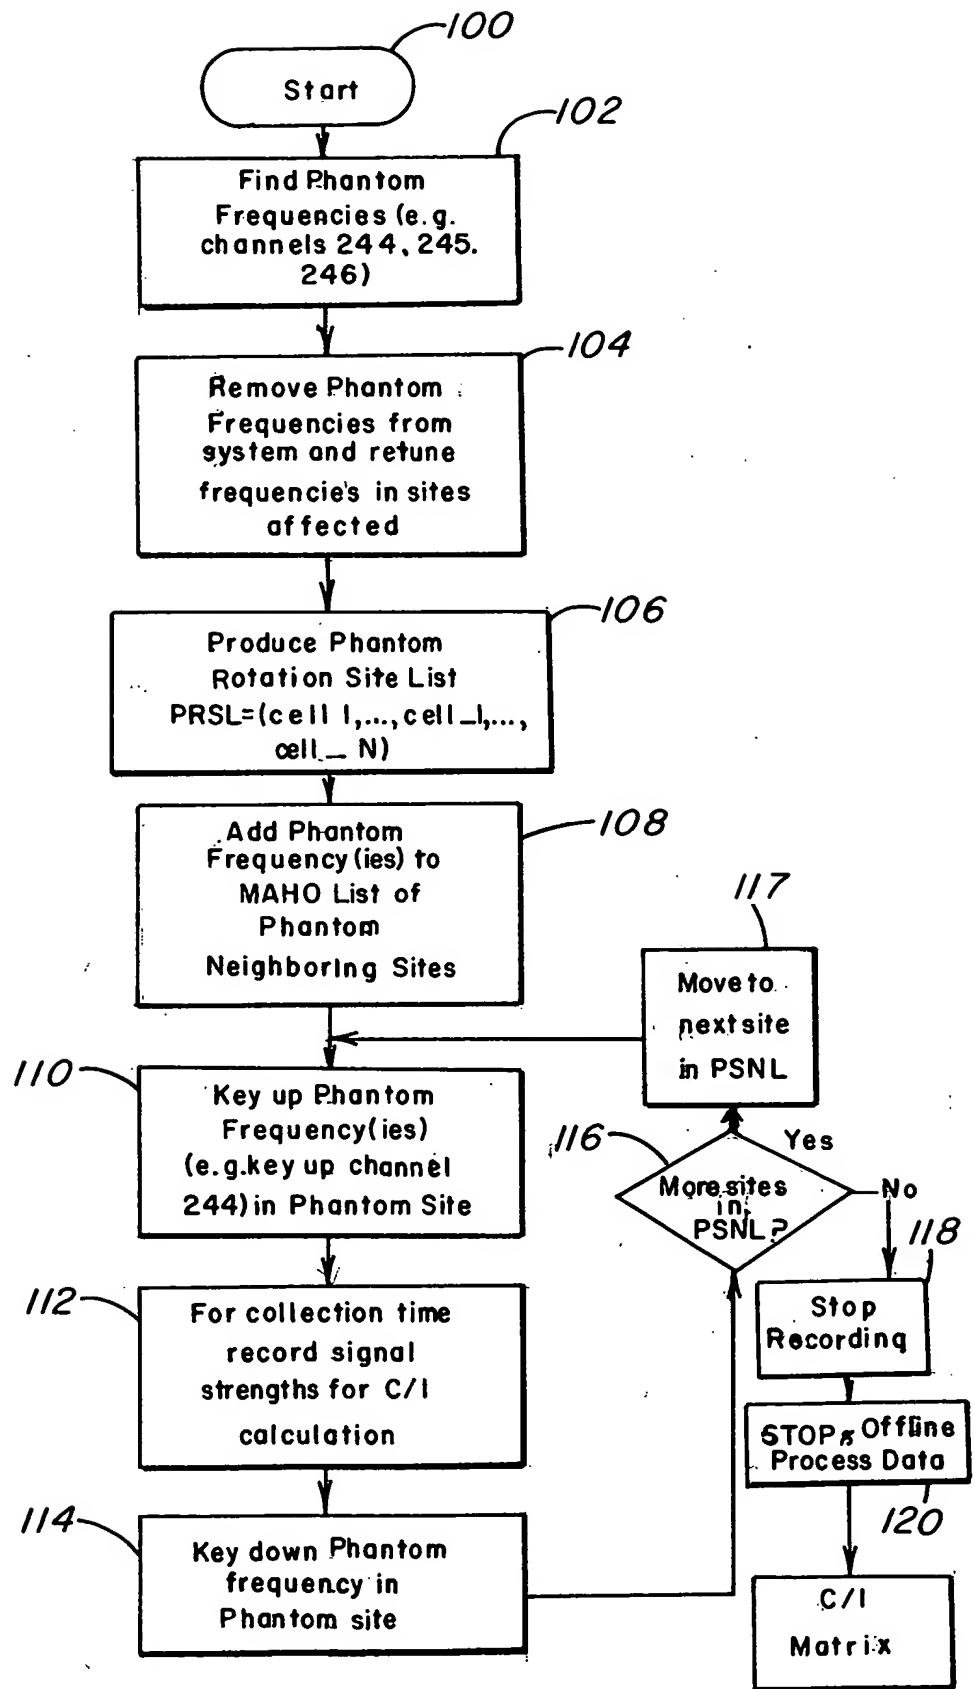 100
Start
102
Find Phantom
Frequencies (e.g.
channels 244, 245.
246)
104
Remove Phantom
Frequencies from
system and retune
frequencies in sites
affected
106
Produce Phantom
Rotation Site List
PRSL=(cell 1,...,cell_I,...,
cell_ N)
108
Add Phantom
Frequency(ies) to
MAHO List of
Phantom
Neighboring Sites
117
Move to
next site
in PSNL
110
Key up Phantom
Frequency(ies)
(e.g.key up channel
244) in Phantom Site
116
Yes
More sites
in
PSNL?
No
112
For collection time
record signal
strengths for C/I
calculation
118
Stop
Recording
STOP Offline
Process Data
120
114
Key down Phantom
frequency in
Phantom site
C/I
Matrix